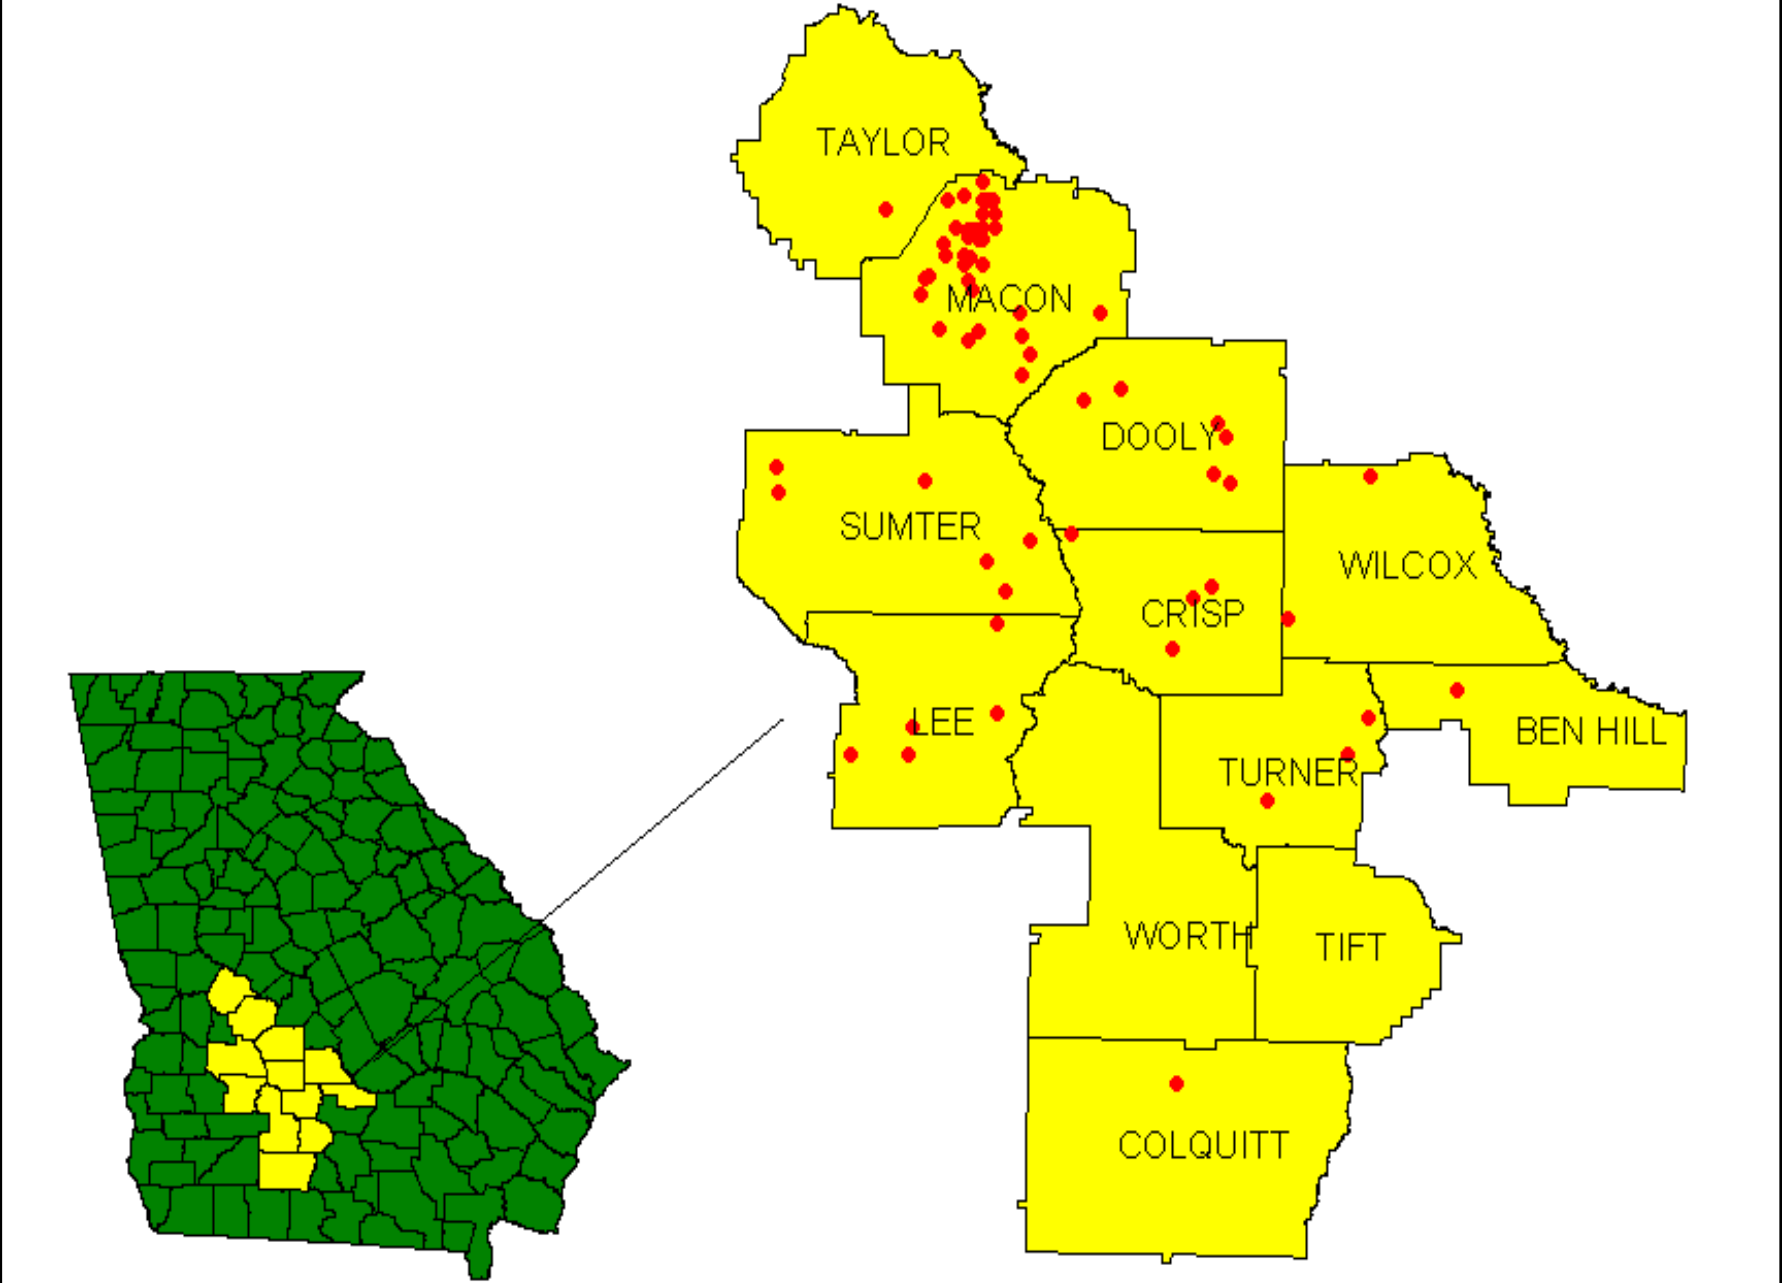 TAYLOR
MACON
DOOLY
SUMTER
WILCOX
CRISP
LEE
BEN HILL
TURNER
WORTH
TIFT
COLQUITT